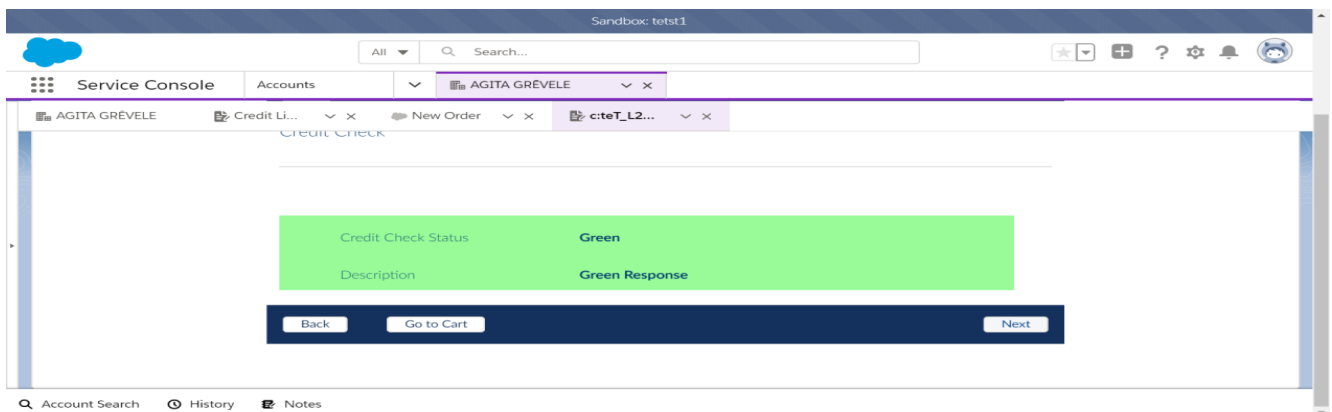 Sandbox: tetst1
All Search...
Service Console Accounts AGITA GRĒVELE
AGITA GRĒVELE Credit Li... New Order c:teT_L2...
Credit Check
Credit Check Status Green
Description Green Response
Back Go to Cart Next
Account Search History Notes